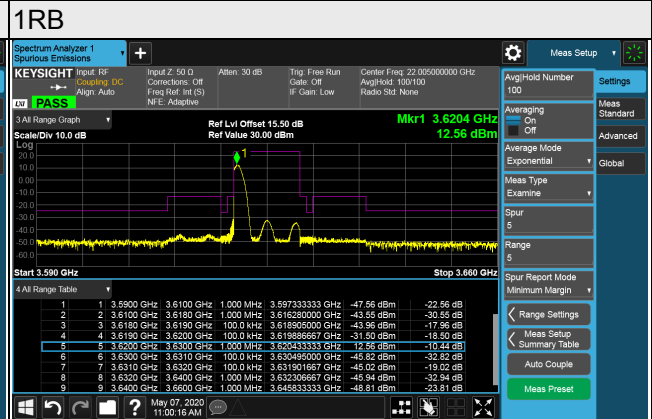 1RB
Spectrum Analyzer 1
Spurious Emissions
+
Meas Setup
KEYSIGHT
Input: RF
Coupling: DC
Align: Auto
Input Z: 50 Ω
Corrections: Off
Freq Ref: Int (S)
NFE: Adaptive
Atten: 30 dB
Trig: Free Run
Gate: Off
IF Gain: Low
Center Freq: 22.005000000 GHz
Avg|Hold: 100/100
Radio Std: None
LXI
PASS
3 All Range Graph
Scale/Div 10.0 dB
Ref Lvl Offset 15.50 dB
Ref Value 30.00 dBm
Mkr1 3.6204 GHz
12.56 dBm
Log
20.0
10.0
0.00
-10.0
-20.0
-30.0
-40.0
-50.0
-60.0
1
Start 3.590 GHz
Stop 3.660 GHz
4 All Range Table
1 1 3.5900 GHz 3.6100 GHz 1.000 MHz 3.597333333 GHz -47.56 dBm -22.56 dB
2 2 3.6100 GHz 3.6180 GHz 1.000 MHz 3.616280000 GHz -43.55 dBm -30.55 dB
3 3 3.6180 GHz 3.6190 GHz 100.0 kHz 3.618905000 GHz -43.96 dBm -17.96 dB
4 4 3.6190 GHz 3.6200 GHz 100.0 kHz 3.619886667 GHz -31.50 dBm -18.50 dB
5 5 3.6200 GHz 3.6300 GHz 1.000 MHz 3.620433333 GHz 12.56 dBm -10.44 dB
6 6 3.6300 GHz 3.6310 GHz 100.0 kHz 3.630495000 GHz -45.82 dBm -32.82 dB
7 7 3.6310 GHz 3.6320 GHz 100.0 kHz 3.631901667 GHz -45.02 dBm -19.02 dB
8 8 3.6320 GHz 3.6400 GHz 1.000 MHz 3.632306667 GHz -45.94 dBm -32.94 dB
9 9 3.6400 GHz 3.6600 GHz 1.000 MHz 3.645833333 GHz -48.81 dBm -23.81 dB
May 07, 2020
11:00:16 AM
?
Avg|Hold Number
100
Averaging
On
Off
Average Mode
Exponential
Meas Type
Examine
Spur
5
Range
5
Spur Report Mode
Minimum Margin
Range Settings
Meas Setup
Summary Table
Auto Couple
Meas Preset
Settings
Meas
Standard
Advanced
Global